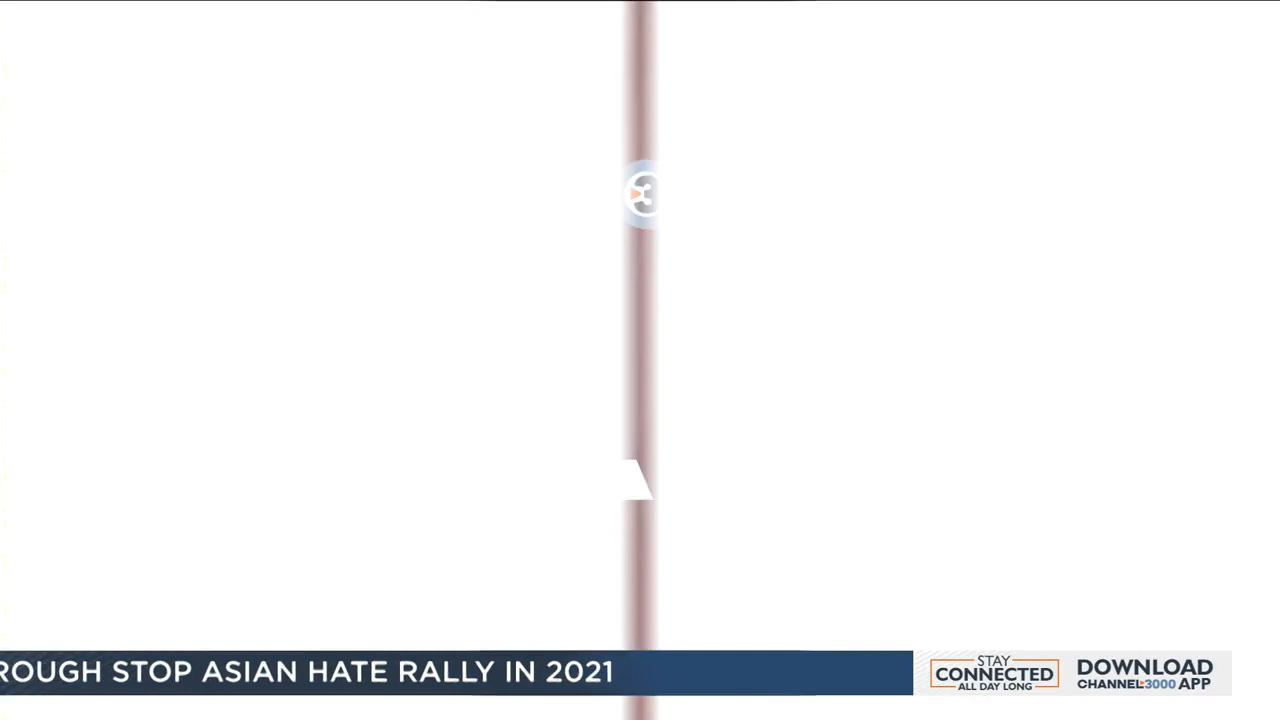 ROUGH STOP ASIAN HATE RALLY IN 2021
STAY
CONNECTED
ALL DAY LONG
DOWNLOAD
CHANNEL3000 APP